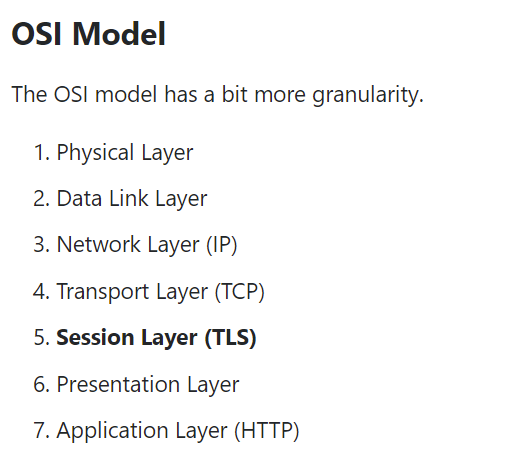 OSI Model
The OSI model has a bit more granularity.
1. Physical Layer
2. Data Link Layer
3. Network Layer (IP)
4. Transport Layer (TCP)
5. Session Layer (TLS)
6. Presentation Layer
7. Application Layer (HTTP)